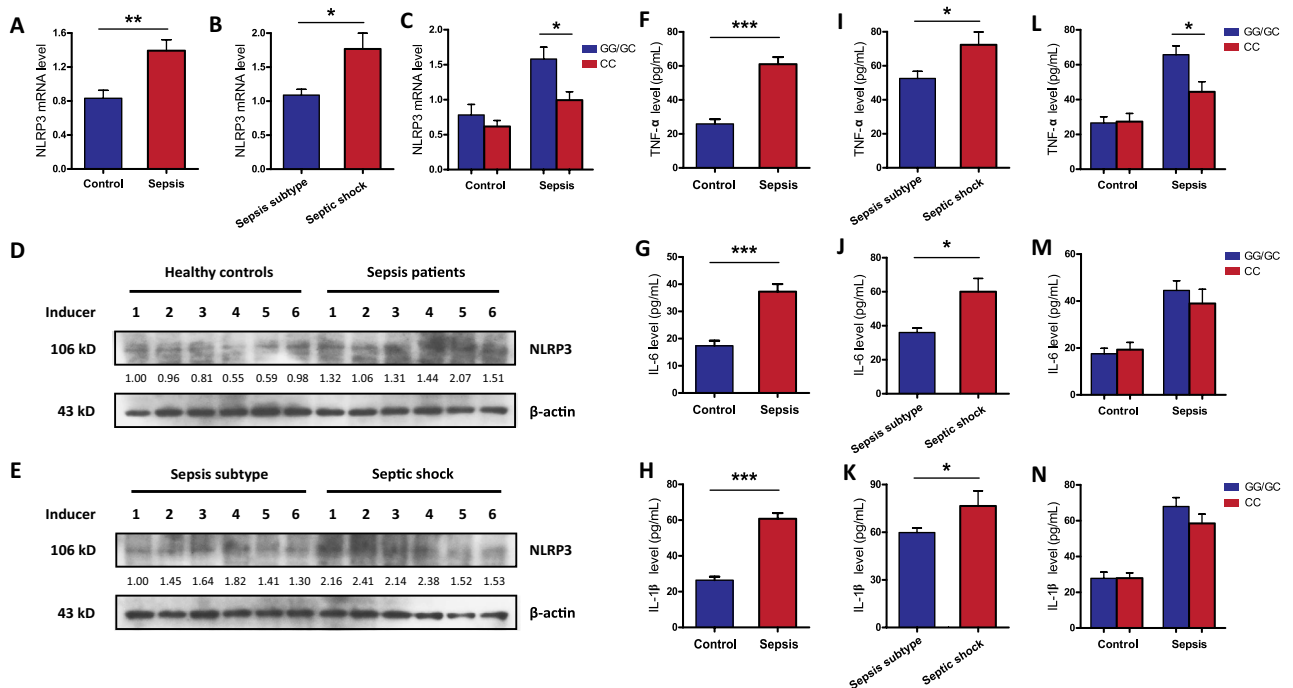 A
**
NLRP3 mRNA level
1.6
1.2
0.8
0.4
0.0
Control Sepsis
B
*
NLRP3 mRNA level
2.0
1.5
1.0
0.5
0.0
Sepsis subtype Septic shock
C
*
GG/GC
CC
NLRP3 mRNA level
2.0
1.5
1.0
0.5
0.0
Control Sepsis
F
***
TNF-α level (pg/mL)
80
60
40
20
0
Control Sepsis
I
*
TNF-α level (pg/mL)
80
60
40
20
0
Sepsis subtype Septic shock
L
*
GG/GC
CC
TNF-α level (pg/mL)
80
60
40
20
0
Control Sepsis
D
Healthy controls Sepsis patients
Inducer 1 2 3 4 5 6 1 2 3 4 5 6
106 kD NLRP3
1.00 0.96 0.81 0.55 0.59 0.98 1.32 1.06 1.31 1.44 2.07 1.51
43 kD β-actin
G
***
IL-6 level (pg/mL)
50
40
30
20
10
0
Control Sepsis
J
*
IL-6 level (pg/mL)
80
60
40
20
0
Sepsis subtype Septic shock
M
GG/GC
CC
IL-6 level (pg/mL)
60
40
20
0
Control Sepsis
E
Sepsis subtype Septic shock
Inducer 1 2 3 4 5 6 1 2 3 4 5 6
106 kD NLRP3
1.00 1.45 1.64 1.82 1.41 1.30 2.16 2.41 2.14 2.38 1.52 1.53
43 kD β-actin
H
***
IL-1β level (pg/mL)
80
60
40
20
0
Control Sepsis
K
*
IL-1β level (pg/mL)
90
60
30
0
Sepsis subtype Septic shock
N
GG/GC
CC
IL-1β level (pg/mL)
80
60
40
20
0
Control Sepsis